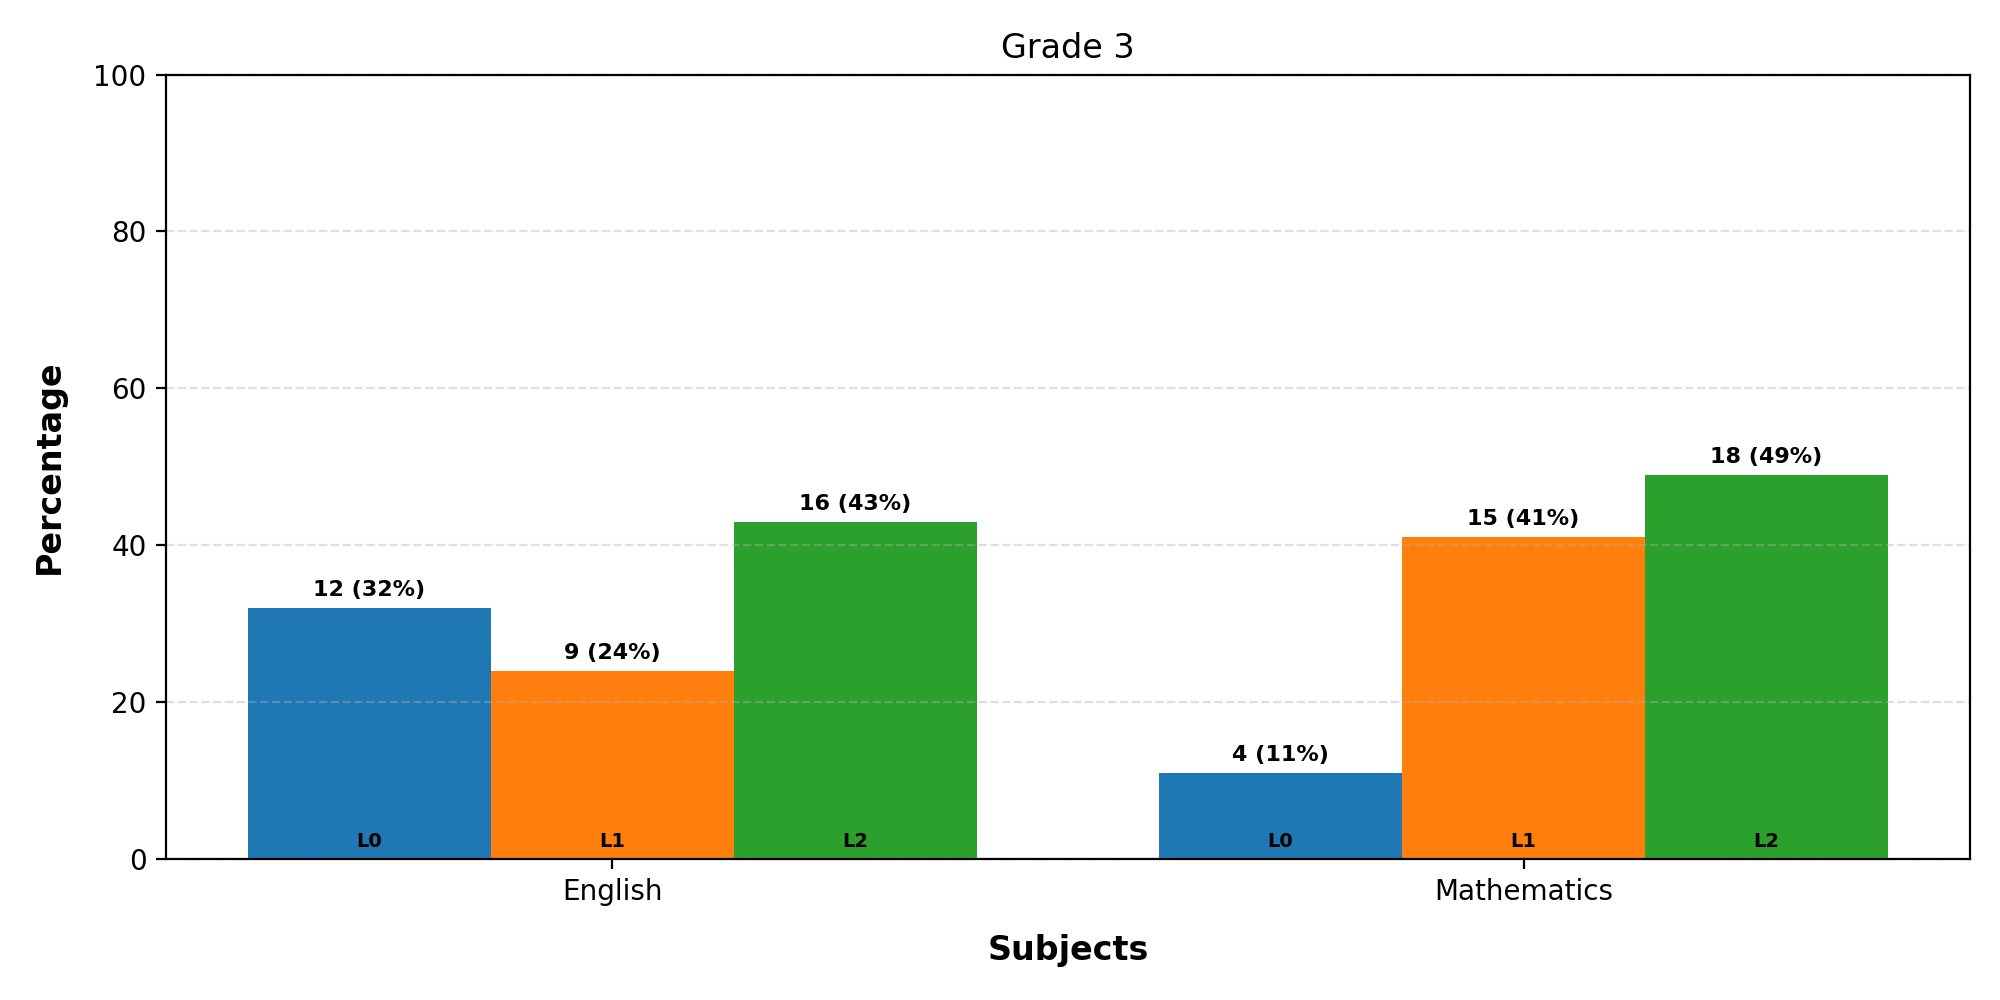 Grade 3
100
80
60
40
20
0
Percentage
12 (32%)
9 (24%)
16 (43%)
4 (11%)
15 (41%)
18 (49%)
L0
L1
L2
L0
L1
L2
English
Mathematics
Subjects